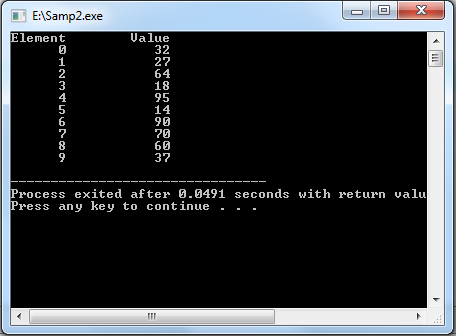 E:\Samp2.exe
Element Value
0 32
1 27
2 64
3 18
4 95
5 14
6 90
7 70
8 60
9 37
--------------------------------
Process exited after 0.0491 seconds with return valu
Press any key to continue . . .